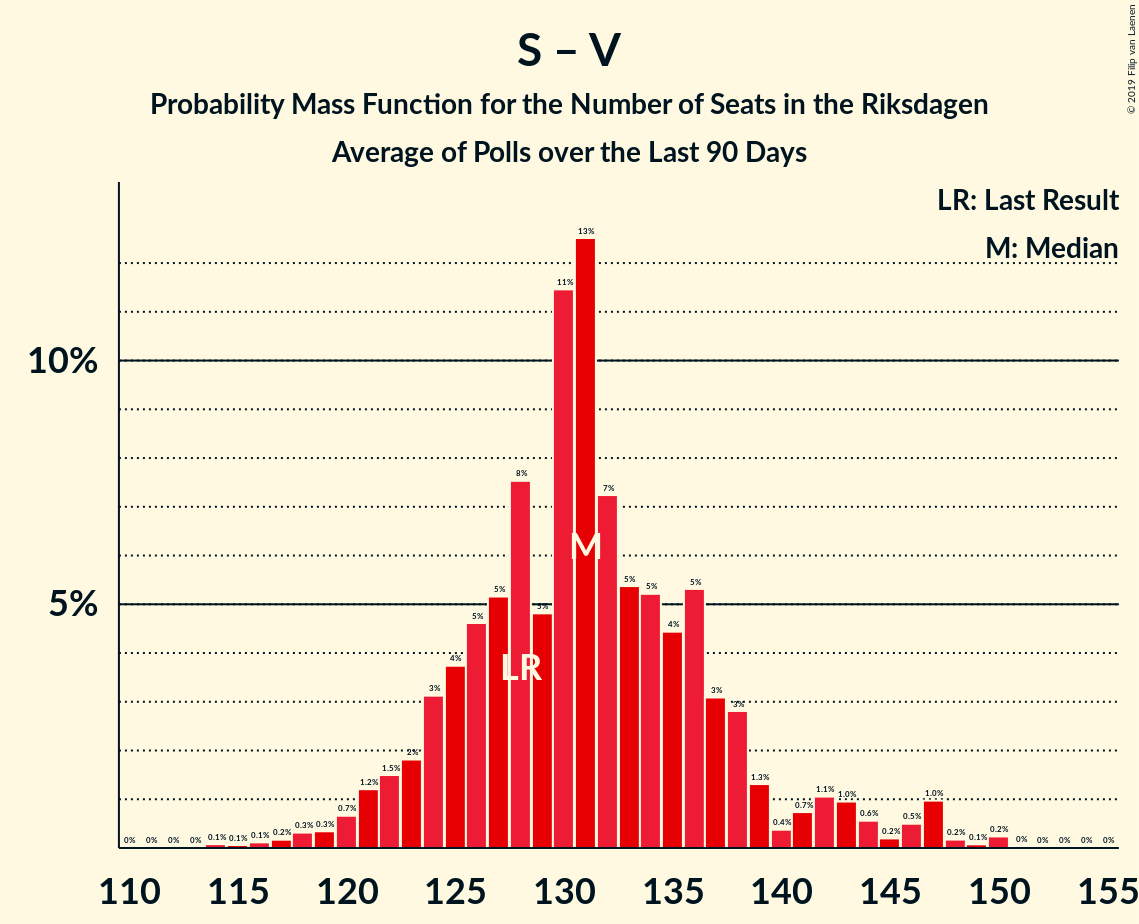 S – V
Probability Mass Function for the Number of Seats in the Riksdagen
Average of Polls over the Last 90 Days
© 2019 Filip van Laenen
LR: Last Result
M: Median
10%
5%
0% 0% 0% 0% 0.1% 0.1% 0.1% 0.2% 0.3% 0.3% 0.7% 1.2% 1.5% 2% 3% 4% 5% 5% 8% 5% 11% 13% 7% 5% 5% 4% 5% 3% 3% 1.3% 0.4% 0.7% 1.1% 1.0% 0.6% 0.2% 0.5% 1.0% 0.2% 0.1% 0.2% 0% 0% 0% 0% 0%
M
LR
110 115 120 125 130 135 140 145 150 155